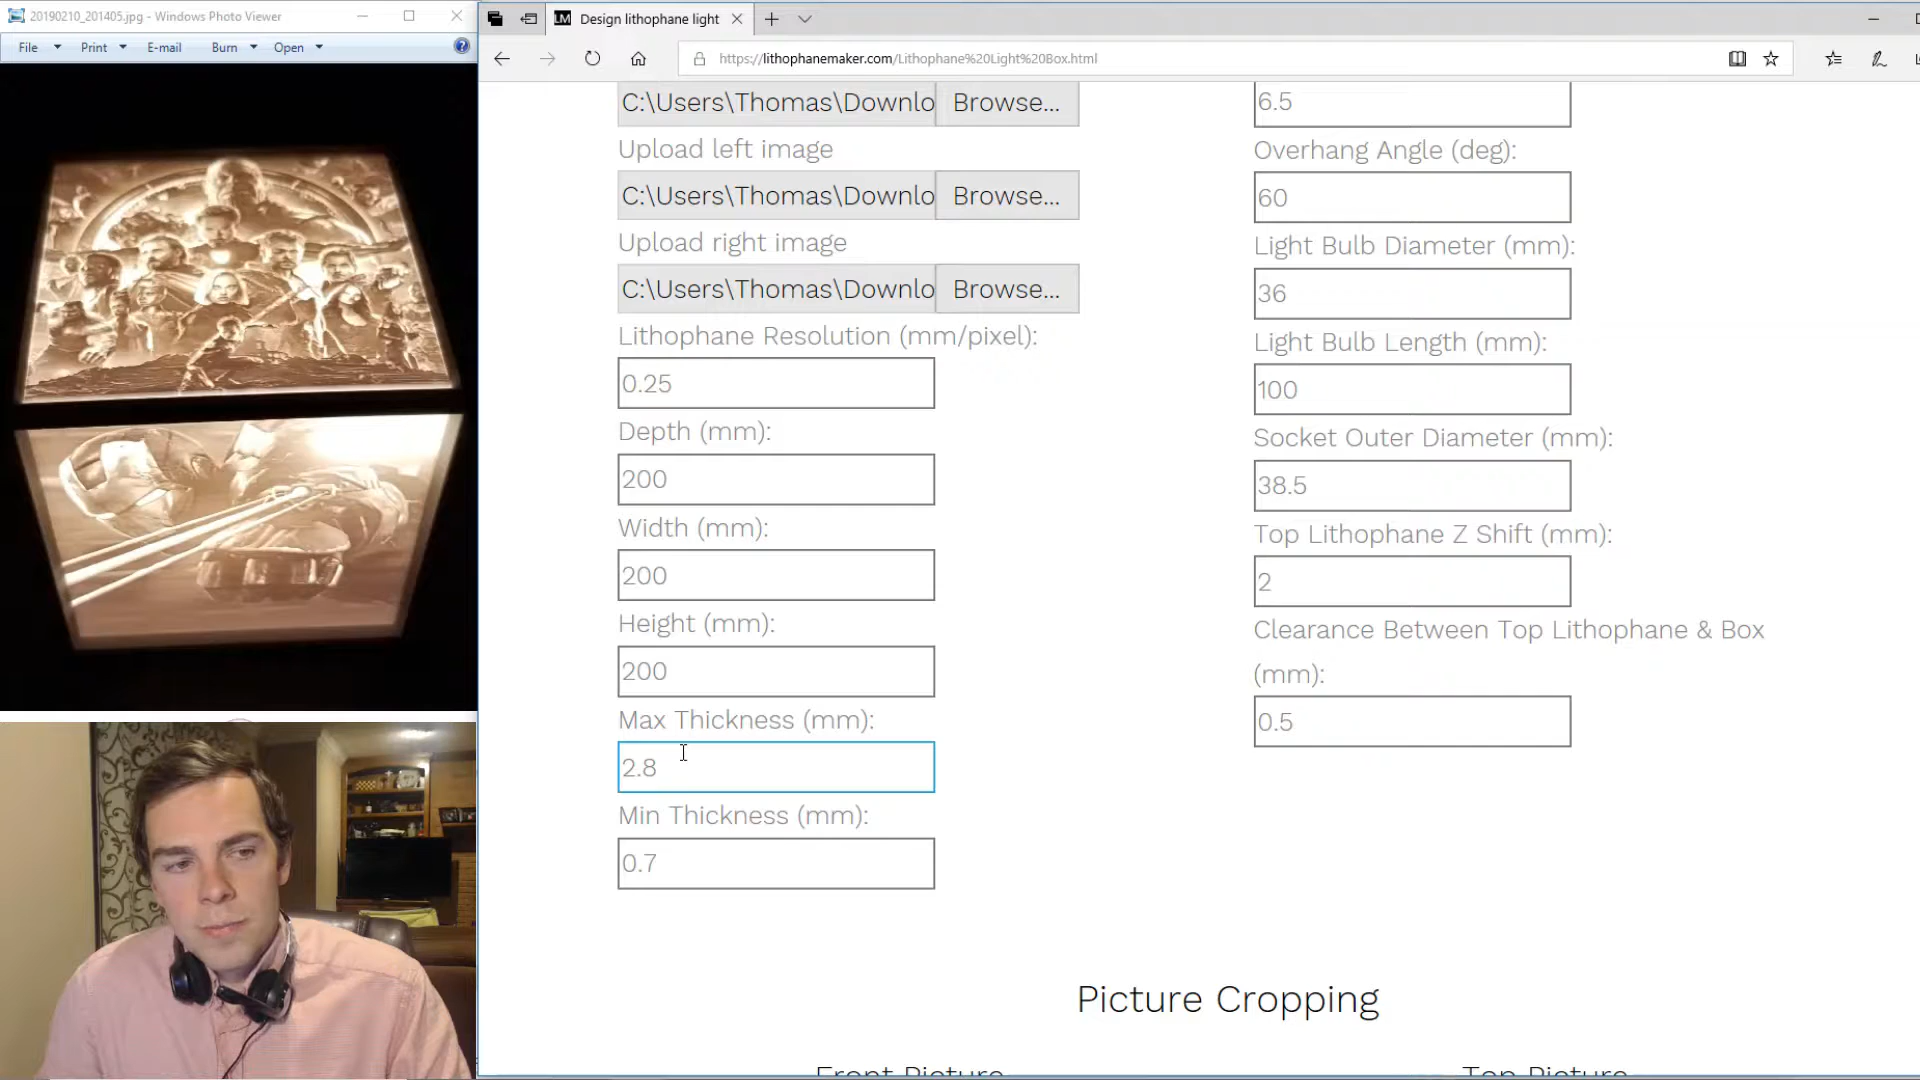 20190210_201405.jpg - Windows Photo Viewer
File Print E-mail Burn Open
LM Design lithophane light
https://lithophanemaker.com/Lithophane%20Light%20Box.html
C:\Users\Thomas\Downlo Browse...
Upload left image
C:\Users\Thomas\Downlo Browse...
Upload right image
C:\Users\Thomas\Downlo Browse...
Lithophane Resolution (mm/pixel):
0.25
Depth (mm):
200
Width (mm):
200
Height (mm):
200
Max Thickness (mm):
2.8
Min Thickness (mm):
0.7
6.5
Overhang Angle (deg):
60
Light Bulb Diameter (mm):
36
Light Bulb Length (mm):
100
Socket Outer Diameter (mm):
38.5
Top Lithophane Z Shift (mm):
2
Clearance Between Top Lithophane & Box
(mm):
0.5
Picture Cropping
Front Picture
Top Picture